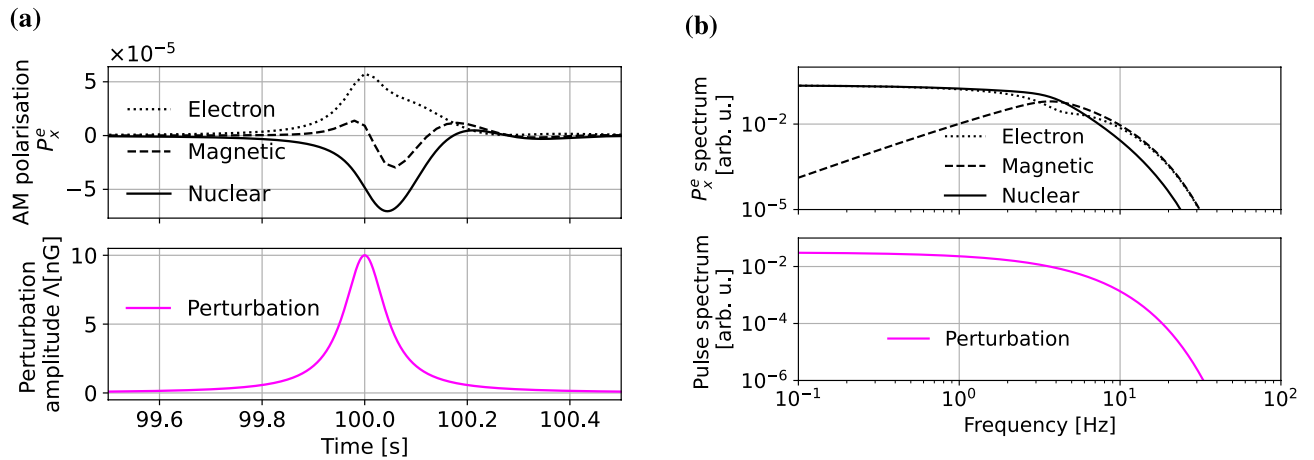 (a)
×10⁻⁵
AM polarisation
Pₓᵉ
5
0
−5
Electron
Magnetic
Nuclear
Perturbation
amplitude Λ[nG]
10
5
0
Perturbation
99.6 99.8 100.0 100.2 100.4
Time [s]
(b)
Pₓᵉ spectrum
[arb. u.]
10⁻²
10⁻⁵
Electron
Magnetic
Nuclear
Pulse spectrum
[arb. u.]
10⁻²
10⁻⁴
10⁻⁶
Perturbation
10⁻¹ 10⁰ 10¹ 10²
Frequency [Hz]